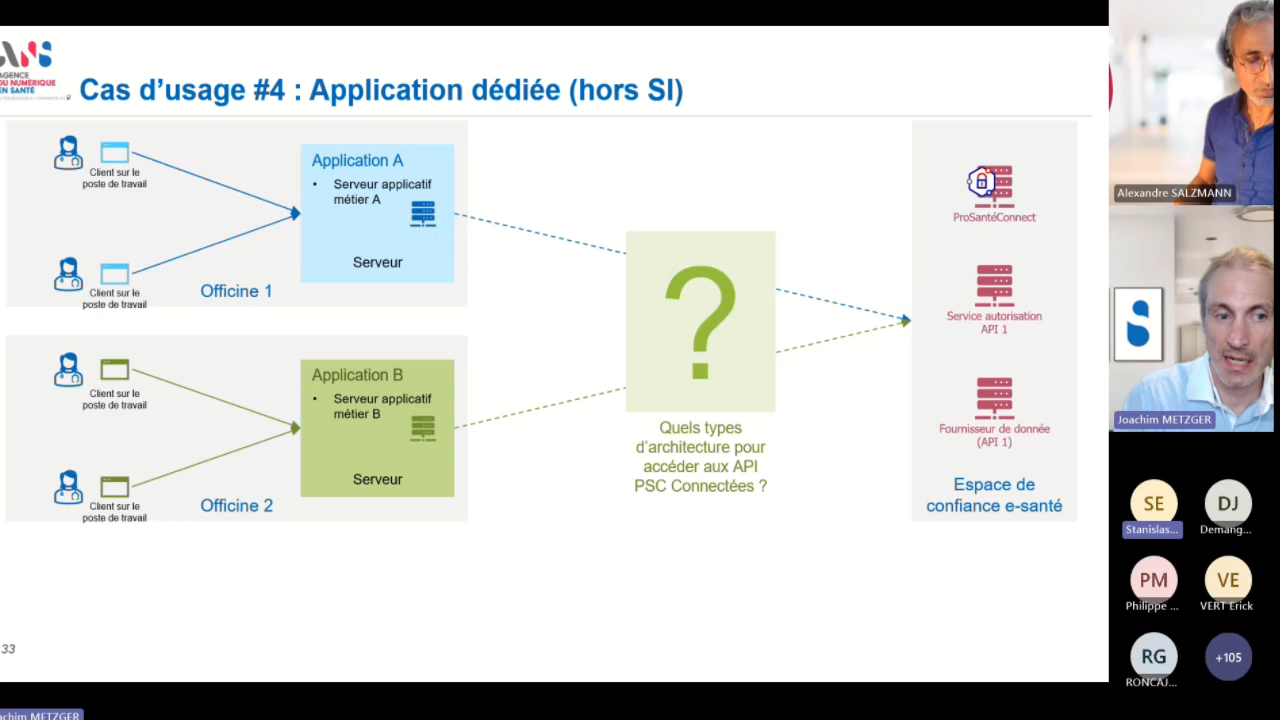 AGENCE
DU NUMÉRIQUE
EN SANTÉ
Cas d'usage #4 : Application dédiée (hors SI)
Client sur le
poste de travail
Client sur le
poste de travail
Officine 1
Application A
• Serveur applicatif
métier A
Serveur
Client sur le
poste de travail
Client sur le
poste de travail
Officine 2
Application B
• Serveur applicatif
métier B
Serveur
?
Quels types
d'architecture pour
accéder aux API
PSC Connectées ?
ProSantéConnect
Service autorisation
API 1
Fournisseur de donnée
(API 1)
Espace de
confiance e-santé
33
Alexandre SALZMANN
Joachim METZGER
SE
Stanislas...
DJ
Demang...
PM
Philippe ...
VE
VERT Erick
RG
RONCAJ...
+105
achim METZGER